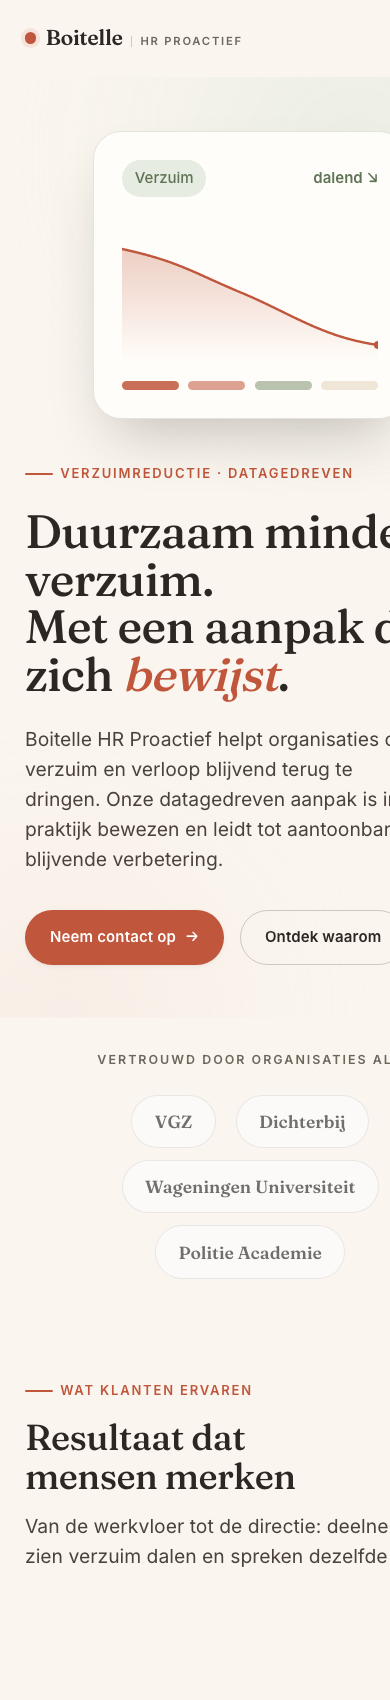 Boitelle | HR PROACTIEF
Verzuim
dalend ↘
VERZUIMREDUCTIE · DATAGEDREVEN
Duurzaam minde
verzuim.
Met een aanpak d
zich bewijst.
Boitelle HR Proactief helpt organisaties o
verzuim en verloop blijvend terug te
dringen. Onze datagedreven aanpak is i
praktijk bewezen en leidt tot aantoonbar
blijvende verbetering.
Neem contact op →
Ontdek waarom
VERTROUWD DOOR ORGANISATIES AL
VGZ
Dichterbij
Wageningen Universiteit
Politie Academie
WAT KLANTEN ERVAREN
Resultaat dat
mensen merken
Van de werkvloer tot de directie: deelne
zien verzuim dalen en spreken dezelfde